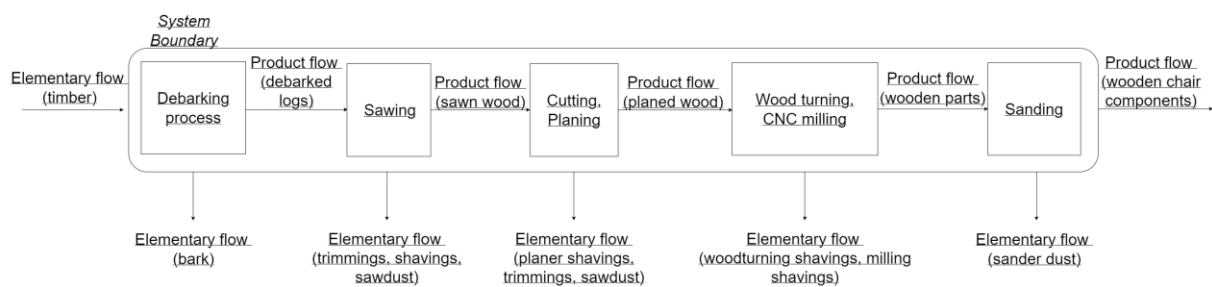 System
Boundary
Elementary flow
(timber)
Debarking
process
Product flow
(debarked
logs)
Sawing
Product flow
(sawn wood)
Cutting,
Planing
Product flow
(planed wood)
Wood turning,
CNC milling
Product flow
(wooden parts)
Sanding
Product flow
(wooden chair
components)
Elementary flow
(bark)
Elementary flow
(trimmings, shavings,
sawdust)
Elementary flow
(planer shavings,
trimmings, sawdust)
Elementary flow
(woodturning shavings, milling
shavings)
Elementary flow
(sander dust)